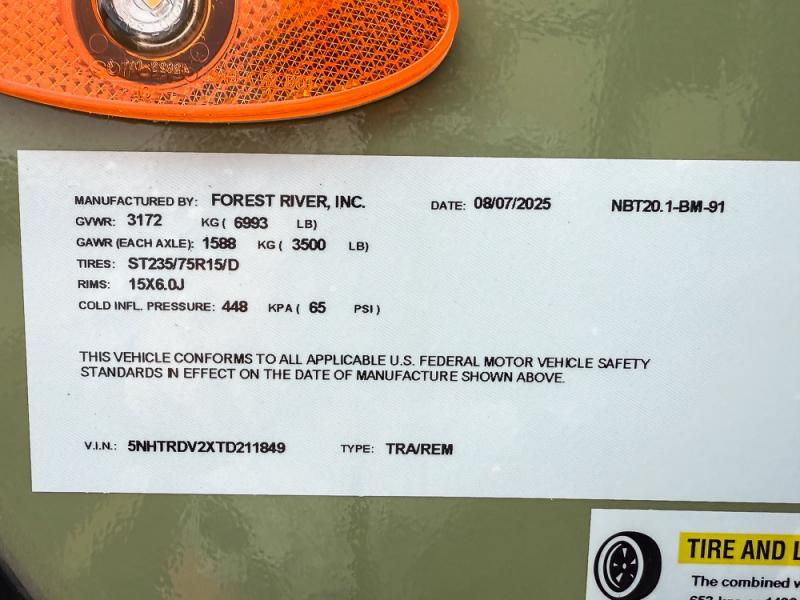 MANUFACTURED BY: FOREST RIVER, INC. DATE: 08/07/2025 NBT20.1-BM-91
GVWR: 3172 KG ( 6993 LB)
GAWR (EACH AXLE): 1588 KG ( 3500 LB)
TIRES: ST235/75R15/D
RIMS: 15X6.0J
COLD INFL. PRESSURE: 448 KPA ( 65 PSI )
THIS VEHICLE CONFORMS TO ALL APPLICABLE U.S. FEDERAL MOTOR VEHICLE SAFETY
STANDARDS IN EFFECT ON THE DATE OF MANUFACTURE SHOWN ABOVE.
V.I.N.: 5NHTRDV2XTD211849 TYPE: TRA/REM
TIRE AND L
The combined